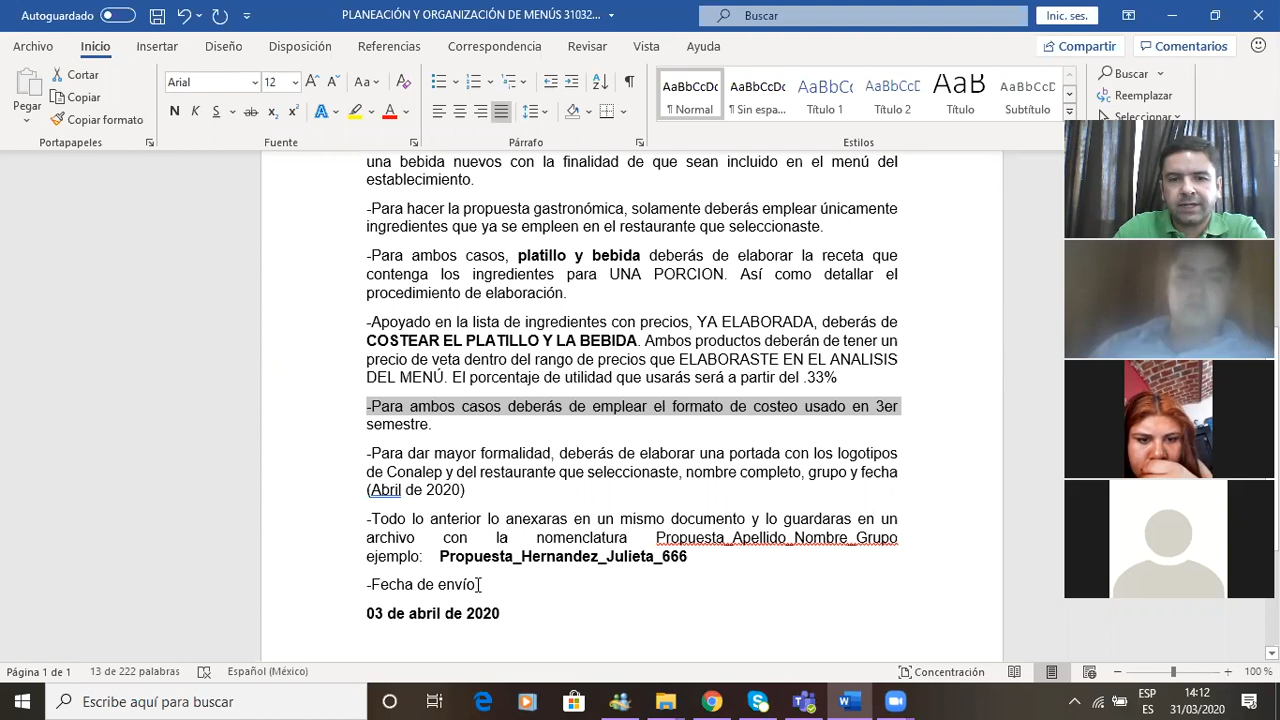 Autoguardado
PLANEACIÓN Y ORGANIZACIÓN DE MENÚS 31032...
Buscar
Inic. ses.
Archivo Inicio Insertar Diseño Disposición Referencias Correspondencia Revisar Vista Ayuda
Compartir
Comentarios
Pegar
Cortar
Copiar
Copiar formato
Portapapeles
Arial 12
Aa
N K S ab x₂ x²
Fuente
Párrafo
AaBbCcDc AaBbCcDc AaBbCc AaBbCcD AaB AaBbCcD
¶ Normal ¶ Sin espa... Título 1 Título 2 Título Subtítulo
Estilos
Buscar
Reemplazar
Seleccionar
una bebida nuevos con la finalidad de que sean incluido en el menú del
establecimiento.
-Para hacer la propuesta gastronómica, solamente deberás emplear únicamente
ingredientes que ya se empleen en el restaurante que seleccionaste.
-Para ambos casos, platillo y bebida deberás de elaborar la receta que
contenga los ingredientes para UNA PORCION. Así como detallar el
procedimiento de elaboración.
-Apoyado en la lista de ingredientes con precios, YA ELABORADA, deberás de
COSTEAR EL PLATILLO Y LA BEBIDA. Ambos productos deberán de tener un
precio de veta dentro del rango de precios que ELABORASTE EN EL ANALISIS
DEL MENÚ. El porcentaje de utilidad que usarás será a partir del .33%
-Para ambos casos deberás de emplear el formato de costeo usado en 3er
semestre.
-Para dar mayor formalidad, deberás de elaborar una portada con los logotipos
de Conalep y del restaurante que seleccionaste, nombre completo, grupo y fecha
(Abril de 2020)
-Todo lo anterior lo anexaras en un mismo documento y lo guardaras en un
archivo con la nomenclatura Propuesta_Apellido_Nombre_Grupo
ejemplo: Propuesta_Hernandez_Julieta_666
-Fecha de envío
03 de abril de 2020
Página 1 de 1 13 de 222 palabras Español (México) Concentración 100 %
Escribe aquí para buscar
ESP
ES
14:12
31/03/2020